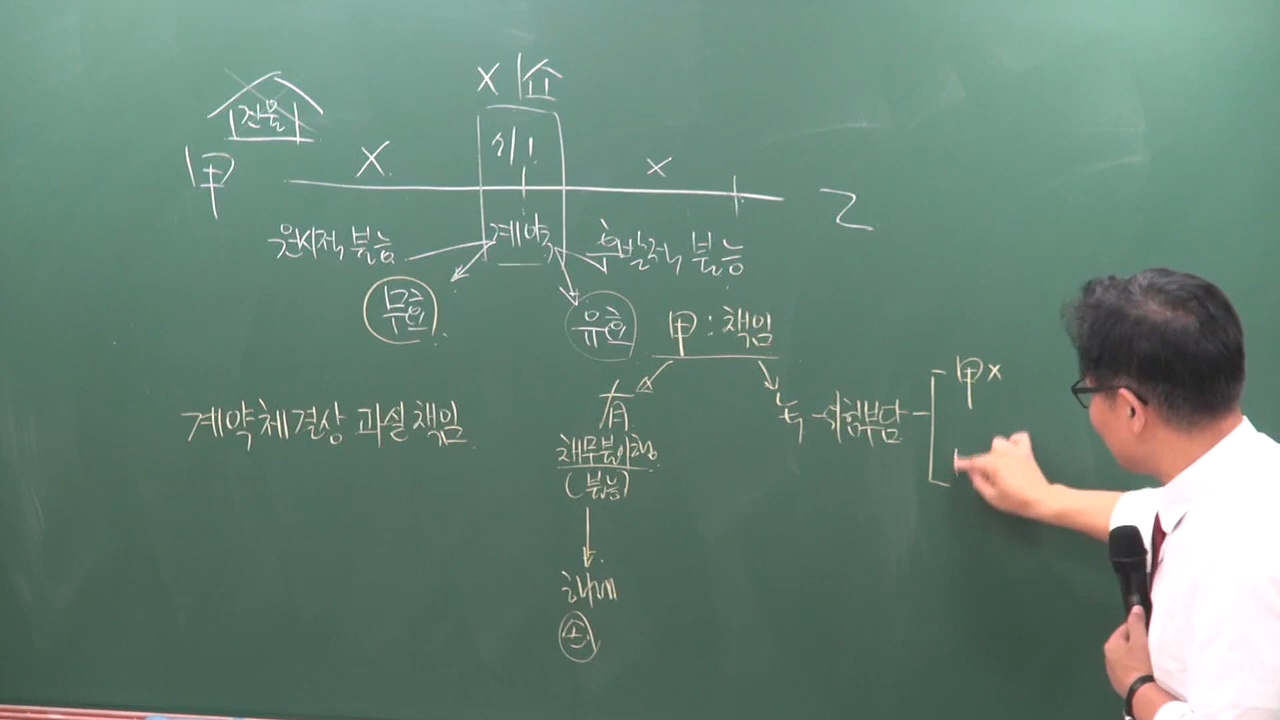 X
건물
甲 X X 乙
원시적 불능 계약 후발적 불능
무효 유효 甲 : 책임
甲 X
有 위험부담
계약체결상 과실책임
채무불이행
(불능)
해제